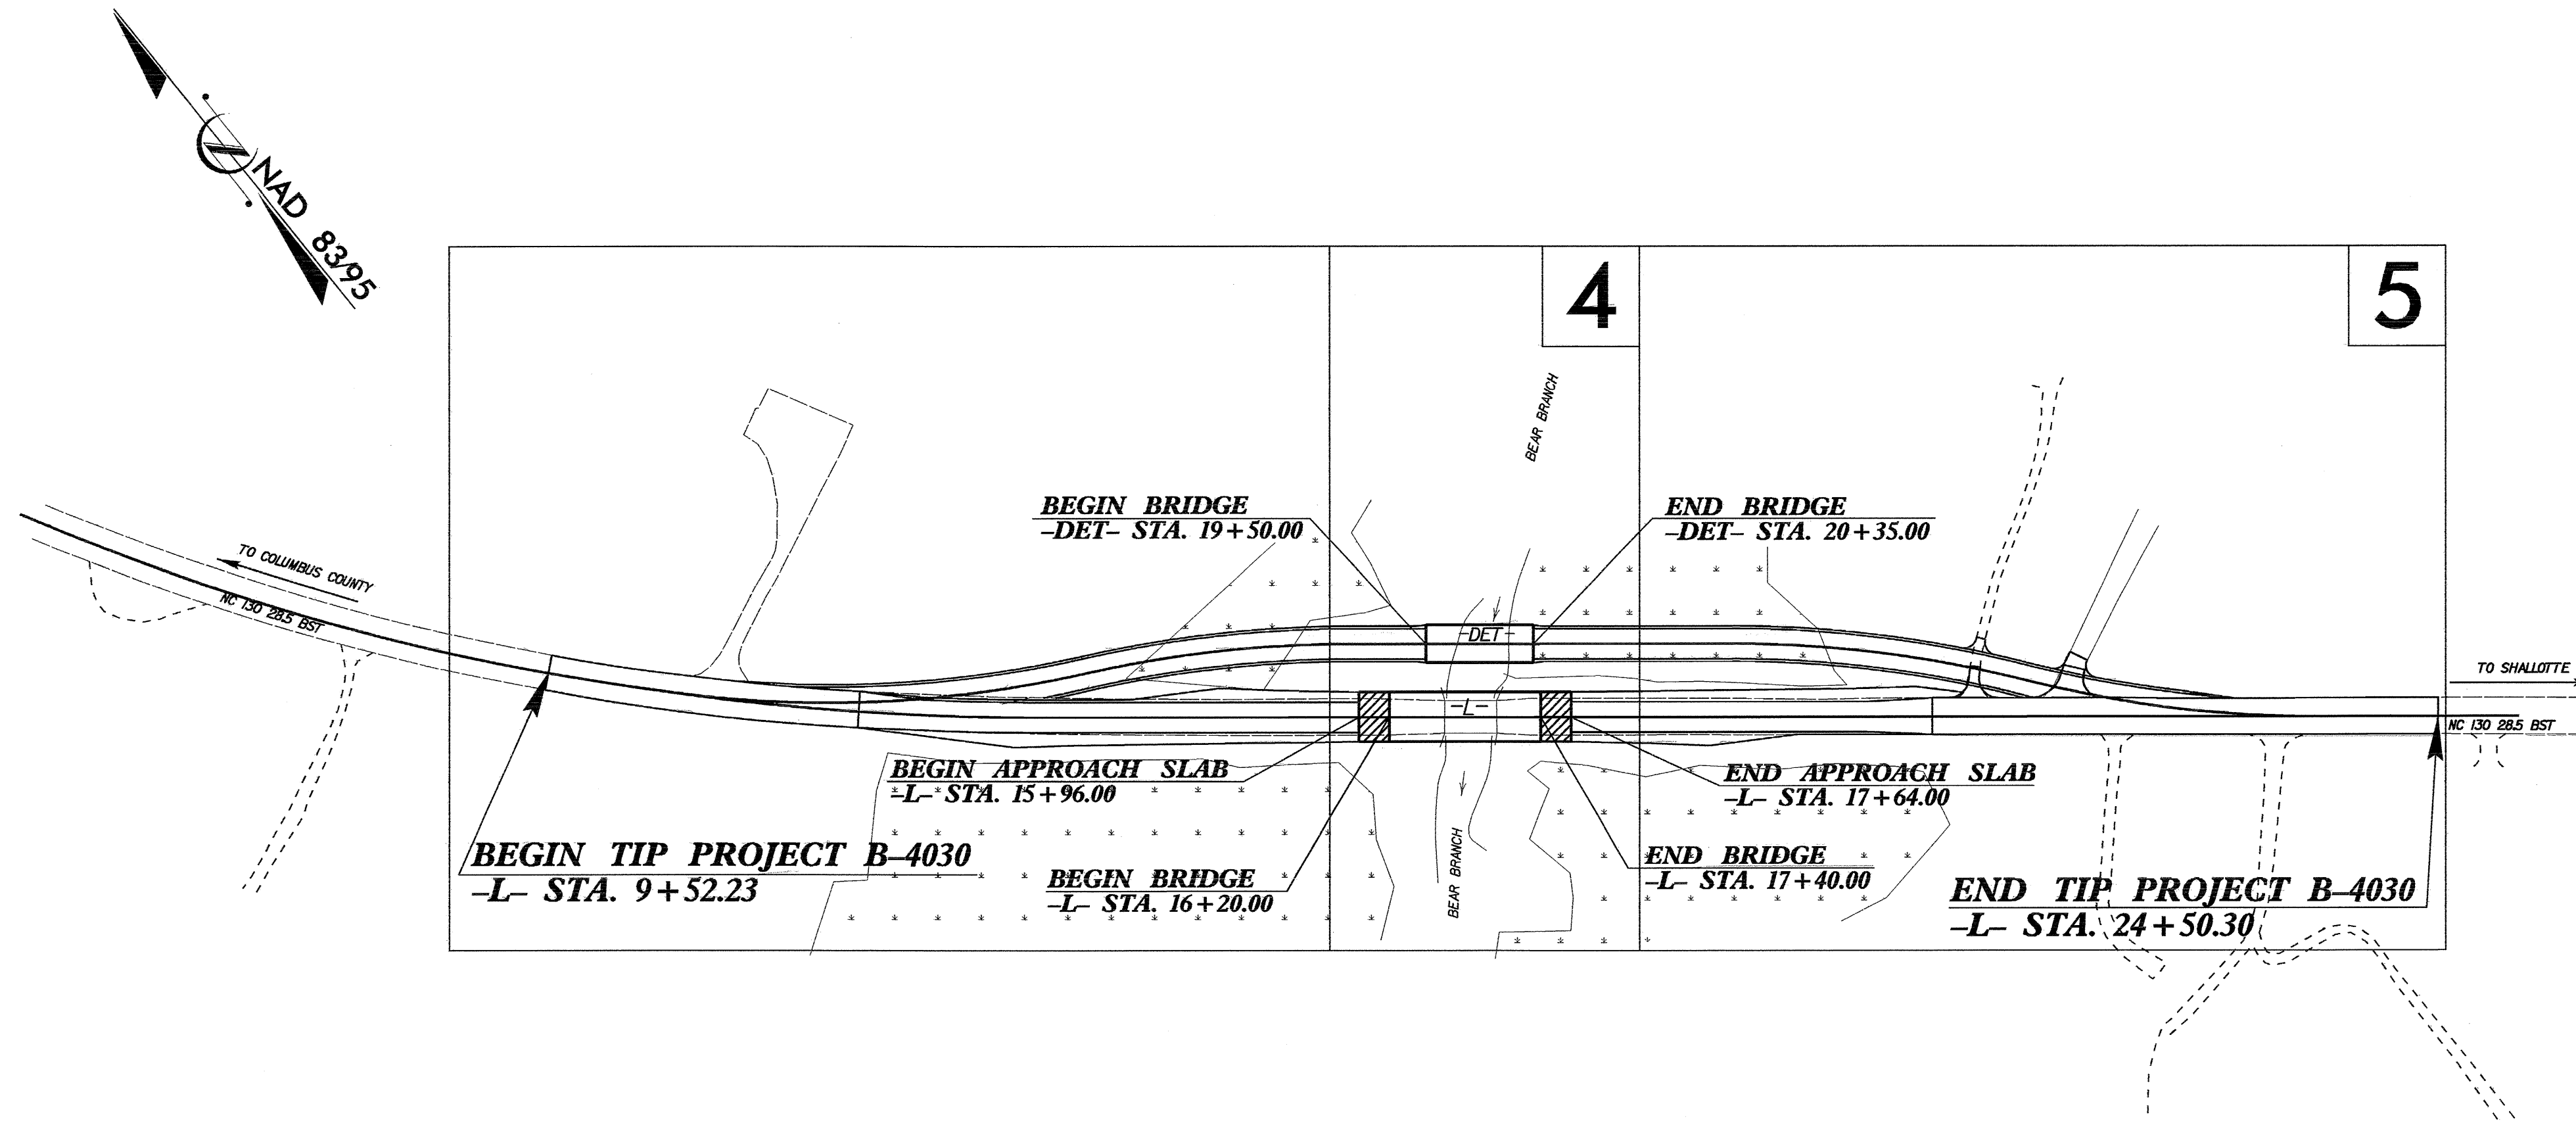 NAD 83/95
4
5
BEAR BRANCH
BEGIN BRIDGE
-DET- STA. 19+50.00
END BRIDGE
-DET- STA. 20+35.00
TO COLUMBUS COUNTY
NC 130 28.5 BST
-DET-
TO SHALLOTTE
-L-
NC 130 28.5 BST
BEGIN APPROACH SLAB
-L- STA. 15+96.00
END APPROACH SLAB
-L- STA. 17+64.00
BEGIN TIP PROJECT B-4030
-L- STA. 9+52.23
BEGIN BRIDGE
-L- STA. 16+20.00
BEAR BRANCH
END BRIDGE
-L- STA. 17+40.00
END TIP PROJECT B-4030
-L- STA. 24+50.30